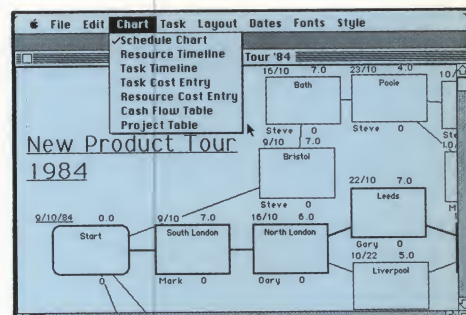 File Edit Chart Task Layout Dates Fonts Style
✓Schedule Chart
Resource Timeline
Task Timeline
Task Cost Entry
Resource Cost Entry
Cash Flow Table
Project Table
Tour '84
16/10 7.0
Bath
Steve 0
23/10 4.0
Poole
Steve 0
10/
New Product Tour
1984
9/10 7.0
Bristol
Steve 0
22/10 7.0
Leeds
Gary 0
9/10/84 0.0
Start
0
9/10 7.0
South London
Mark 0
16/10 6.0
North London
Gary 0
10/22 5.0
Liverpool